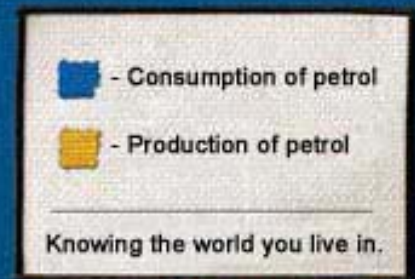 - Consumption of petrol
- Production of petrol
Knowing the world you live in.